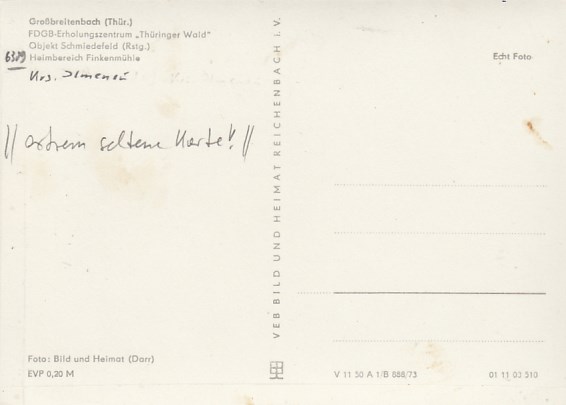 Großbreitenbach (Thür.)
FDGB-Erholungszentrum „Thüringer Wald"
Objekt Schmiedefeld (Rstg.)
6309 Heimbereich Finkenmühle
Krs. Ilmenau
Echt Foto
|| extrem seltene Karte! ||
VEB BILD UND HEIMAT REICHENBACH I. V.
Foto: Bild und Heimat (Darr)
EVP 0,20 M
V 11 50 A 1/B 888/73
01 11 03 510